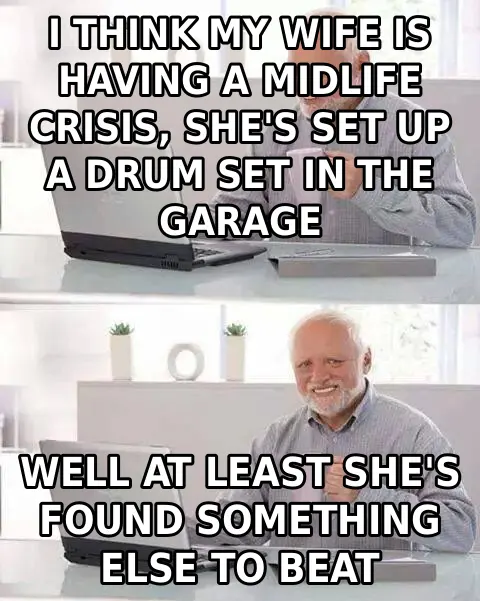 I THINK MY WIFE IS
HAVING A MIDLIFE
CRISIS, SHE'S SET UP
A DRUM SET IN THE
GARAGE
WELL AT LEAST SHE'S
FOUND SOMETHING
ELSE TO BEAT